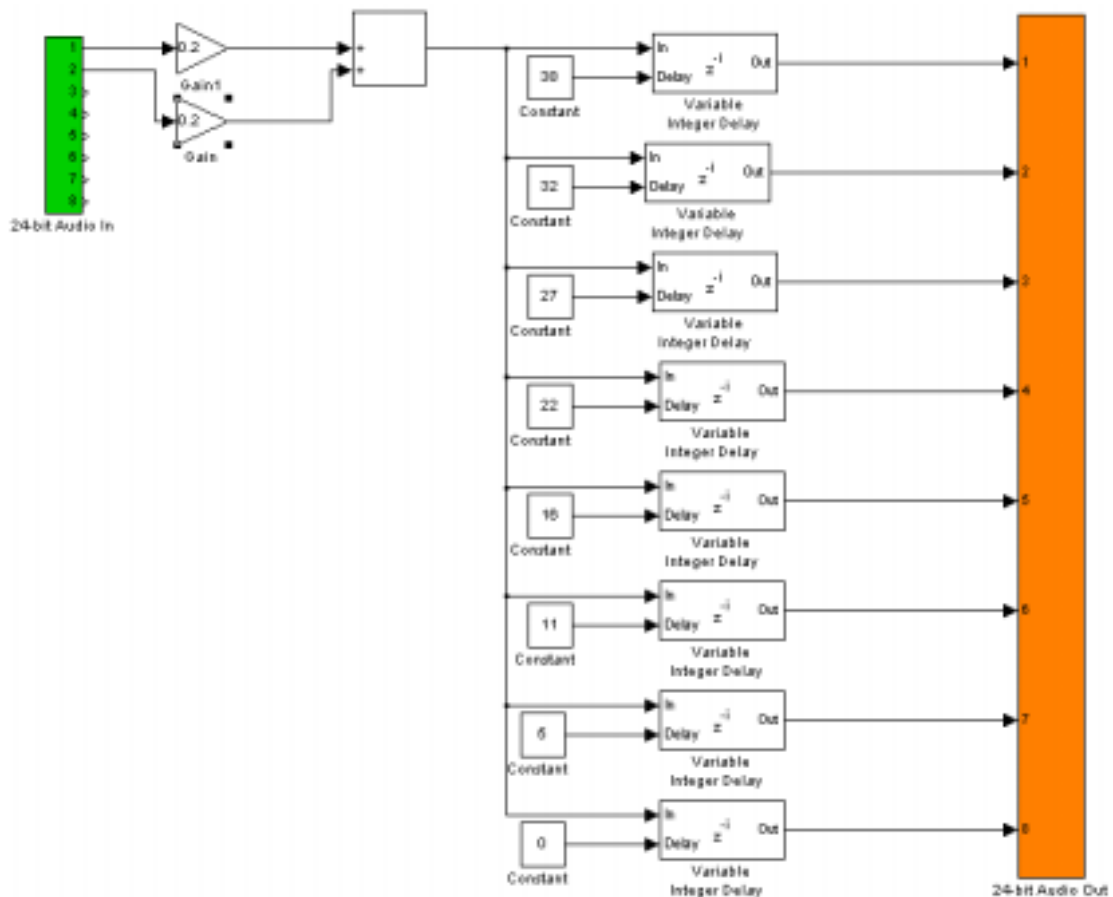 1
2
3
4
5
6
7
8
24-bit Audio In
0.2
Gain1
0.2
Gain
+
+
38
Constant
In
Delay
z^-i
Out
Variable
Integer Delay
1
32
Constant
In
Delay
z^-i
Out
Variable
Integer Delay
2
27
Constant
In
Delay
z^-i
Out
Variable
Integer Delay
3
22
Constant
In
Delay
z^-i
Out
Variable
Integer Delay
4
16
Constant
In
Delay
z^-i
Out
Variable
Integer Delay
5
11
Constant
In
Delay
z^-i
Out
Variable
Integer Delay
6
Constant
In
Delay
z^-i
Out
Variable
Integer Delay
7
0
Constant
In
Delay
z^-i
Out
Variable
Integer Delay
8
24-bit Audio Out